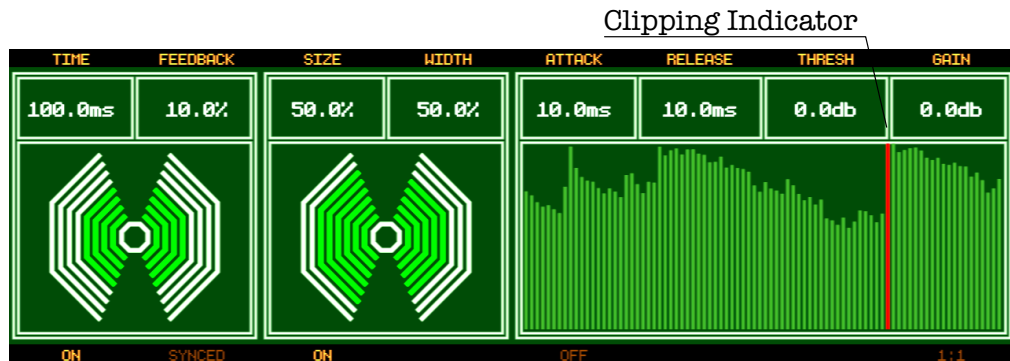 Clipping Indicator
TIME FEEDBACK SIZE WIDTH ATTACK RELEASE THRESH GAIN
100.0ms 10.0% 50.0% 50.0% 10.0ms 10.0ms 0.0db 0.0db
ON SYNCED ON OFF 1:1